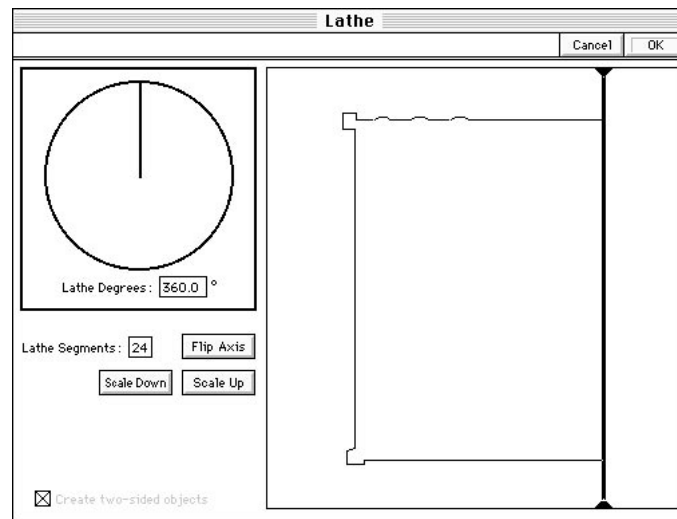 Lathe
Cancel OK
Lathe Degrees: 360.0 °
Lathe Segments: 24 Flip Axis
Scale Down Scale Up
Create two-sided objects